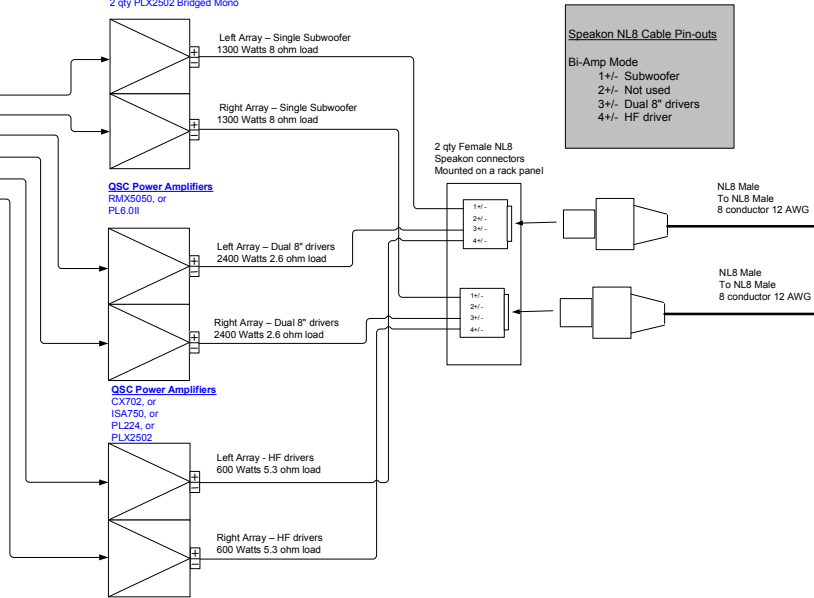 2 qty PLX2502 Bridged Mono
Left Array – Single Subwoofer
1300 Watts 8 ohm load
+
–
Right Array – Single Subwoofer
1300 Watts 8 ohm load
+
–
Speakon NL8 Cable Pin-outs
Bi-Amp Mode
1+/- Subwoofer
2+/- Not used
3+/- Dual 8" drivers
4+/- HF driver
2 qty Female NL8
Speakon connectors
Mounted on a rack panel
QSC Power Amplifiers
RMX5050, or
PL6.0II
Left Array – Dual 8" drivers
2400 Watts 2.6 ohm load
+
–
Right Array – Dual 8" drivers
2400 Watts 2.6 ohm load
+
–
1+/ -
2+/ -
3+/ -
4+/ -
NL8 Male
To NL8 Male
8 conductor 12 AWG
1+/ -
2+/ -
3+/ -
4+/ -
NL8 Male
To NL8 Male
8 conductor 12 AWG
QSC Power Amplifiers
CX702, or
ISA750, or
PL224, or
PLX2502
Left Array - HF drivers
600 Watts 5.3 ohm load
+
–
Right Array – HF drivers
600 Watts 5.3 ohm load
+
–